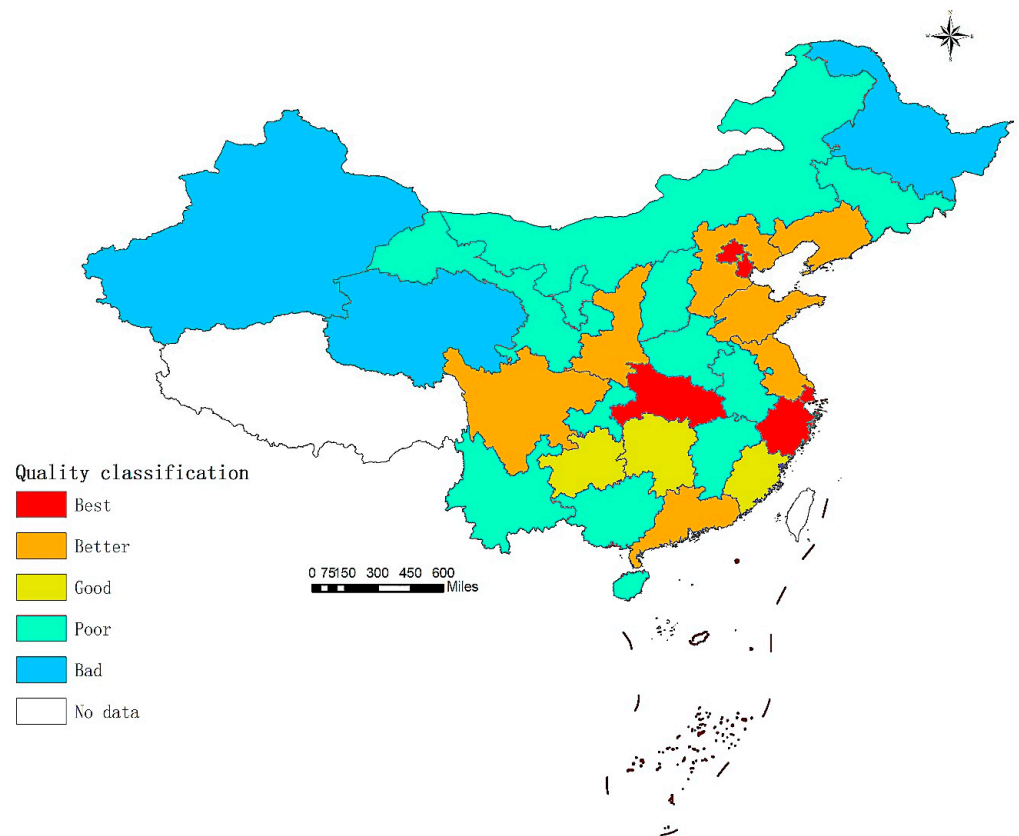 Quality classification
Best
Better
Good
Poor
Bad
No data
0 75150 300 450 600
Miles